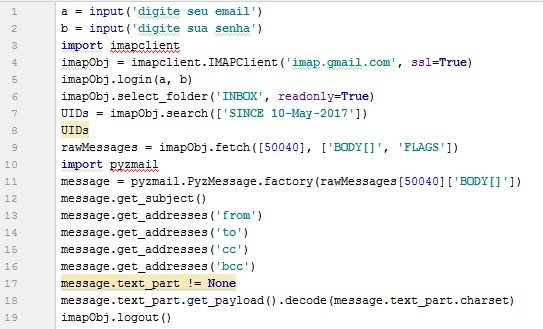 1 a = input('digite seu email')
2 b = input('digite sua senha')
3 import imapclient
4 imapObj = imapclient.IMAPClient('imap.gmail.com', ssl=True)
5 imapObj.login(a, b)
6 imapObj.select_folder('INBOX', readonly=True)
7 UIDs = imapObj.search(['SINCE 10-May-2017'])
8 UIDs
9 rawMessages = imapObj.fetch([50040], ['BODY[]', 'FLAGS'])
10 import pyzmail
11 message = pyzmail.PyzMessage.factory(rawMessages[50040]['BODY[]'])
12 message.get_subject()
13 message.get_addresses('from')
14 message.get_addresses('to')
15 message.get_addresses('cc')
16 message.get_addresses('bcc')
17 message.text_part != None
18 message.text_part.get_payload().decode(message.text_part.charset)
19 imapObj.logout()